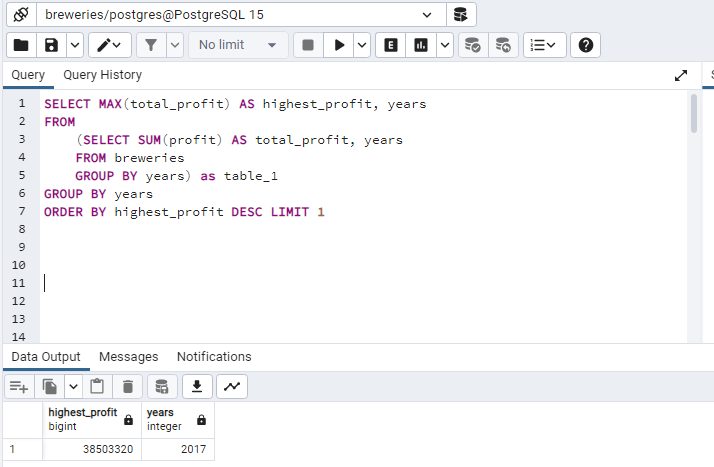 breweries/postgres@PostgreSQL 15
No limit
E
Query Query History
1 SELECT MAX(total_profit) AS highest_profit, years
2 FROM
3 (SELECT SUM(profit) AS total_profit, years
4 FROM breweries
5 GROUP BY years) as table_1
6 GROUP BY years
7 ORDER BY highest_profit DESC LIMIT 1
8
9
10
11
12
13
14
Data Output Messages Notifications
highest_profit years
bigint integer
1 38503320 2017